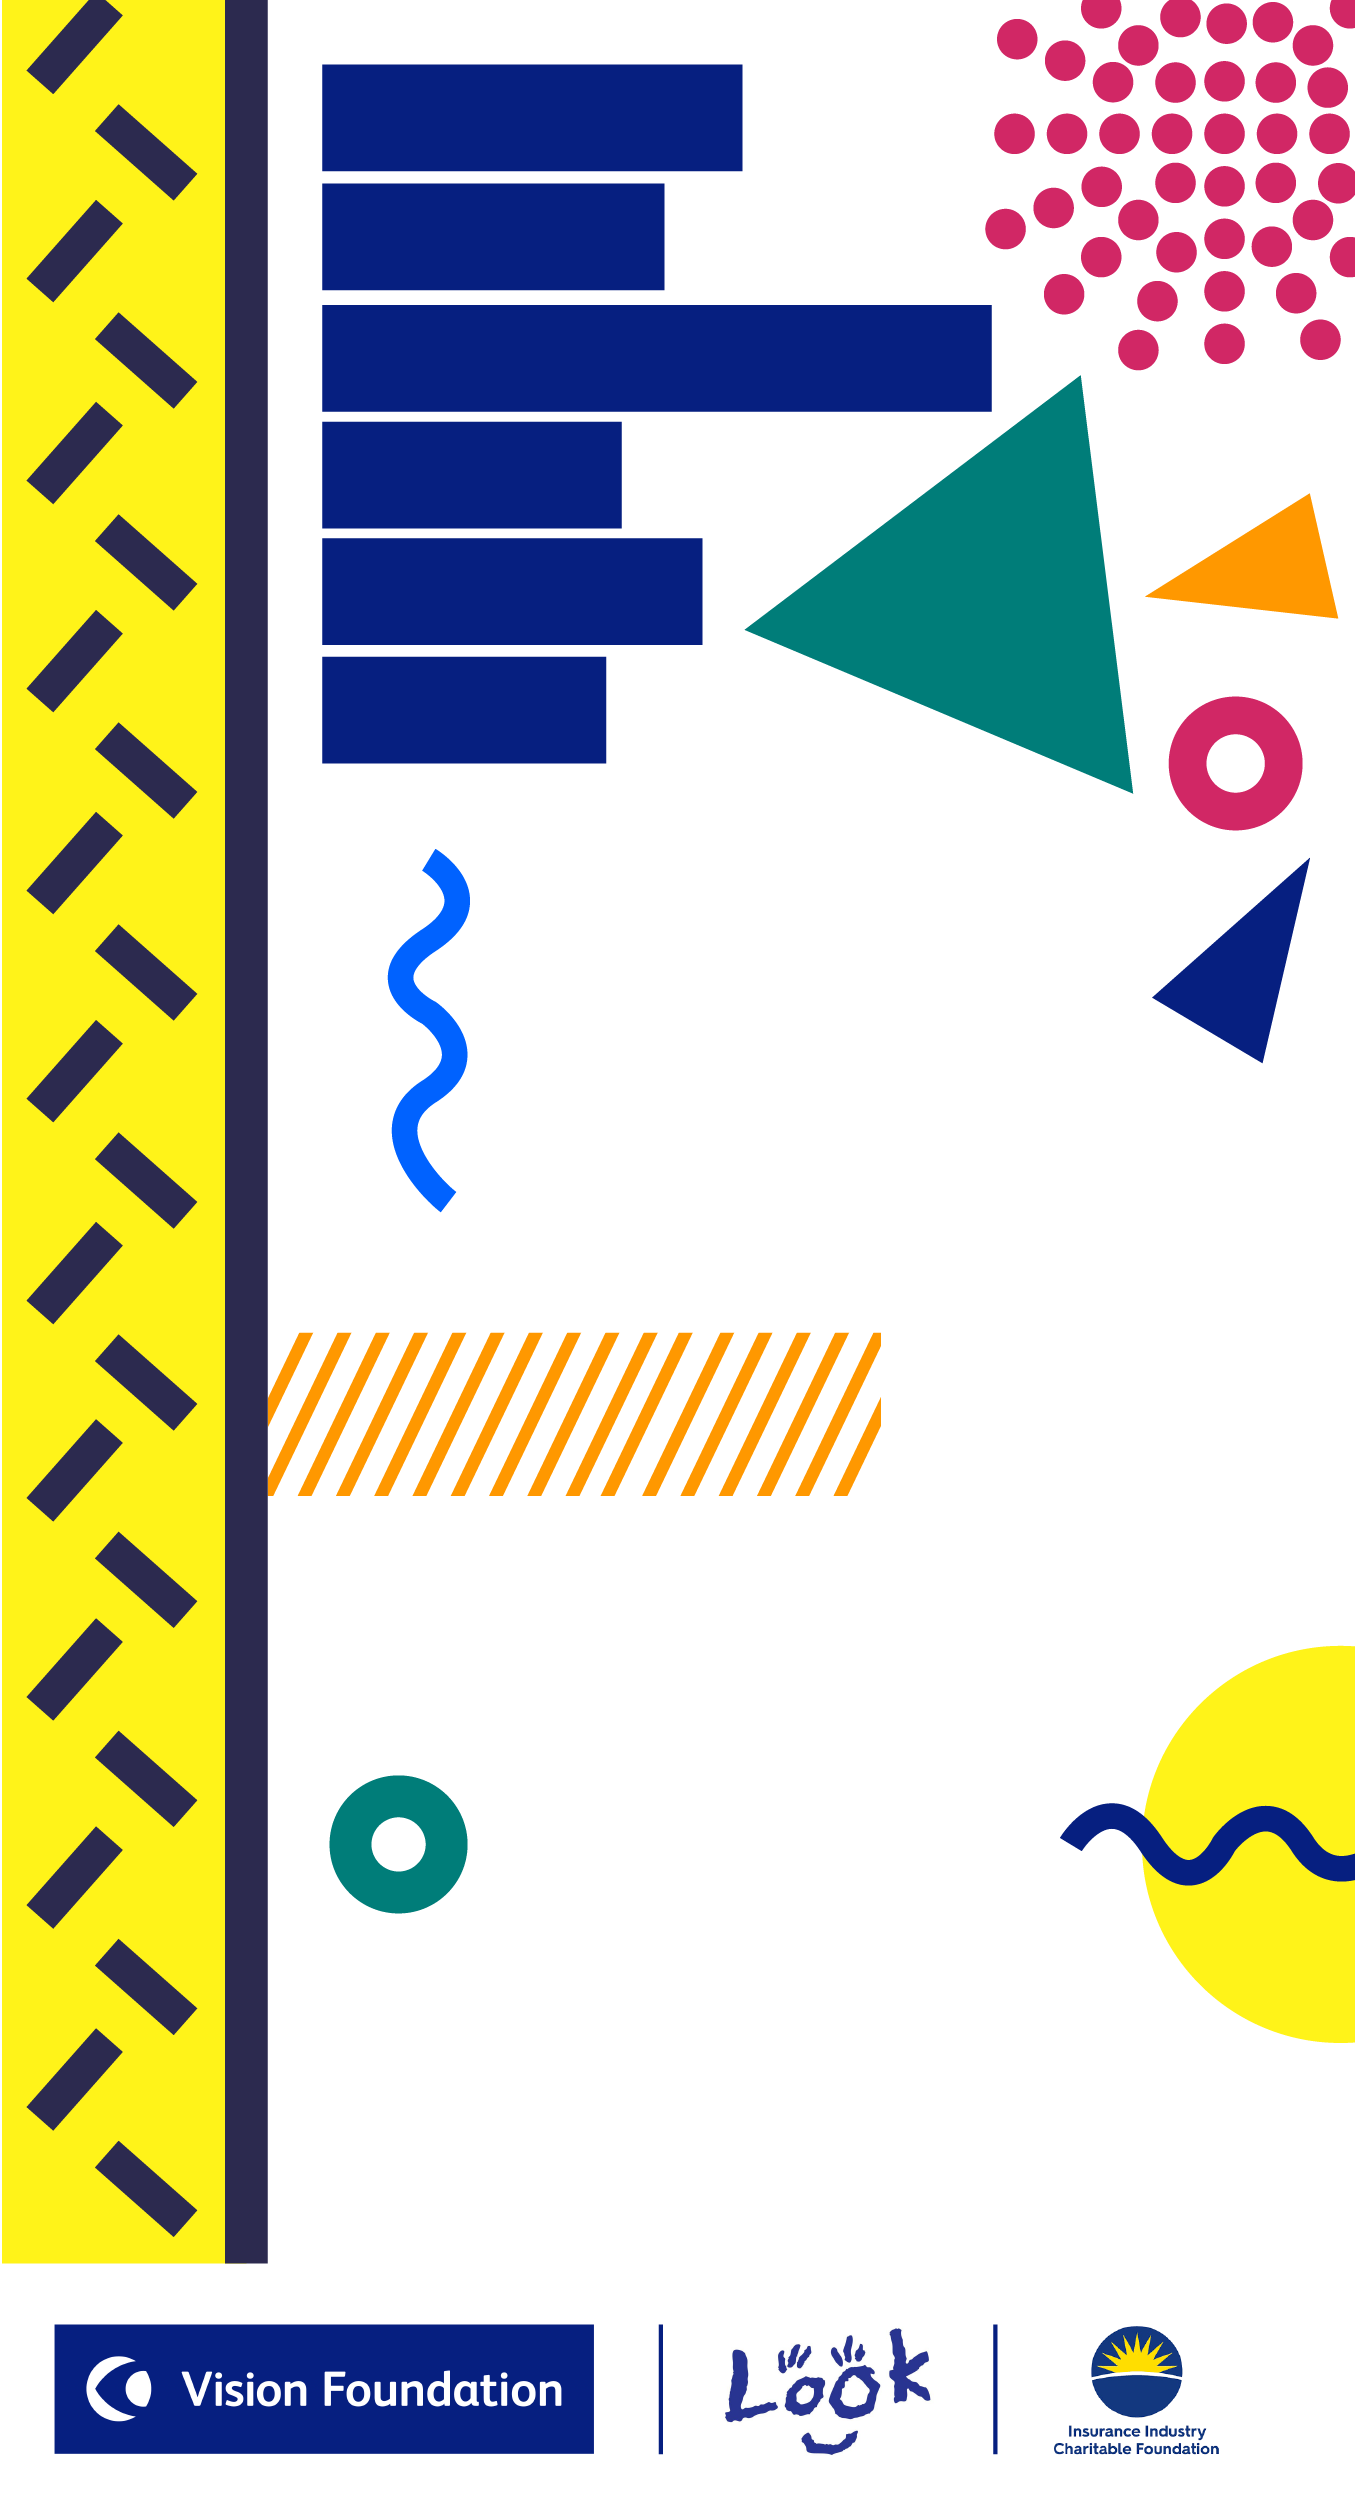 Vision Foundation
Look
Insurance Industry
Charitable Foundation